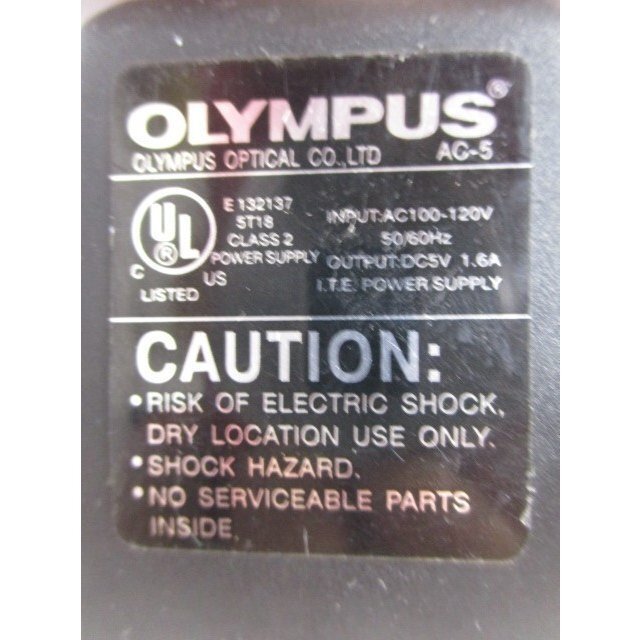 OLYMPUS®
OLYMPUS OPTICAL CO.,LTD AC-5
UL ®
C US
LISTED
E132137
5T18
CLASS 2
POWER SUPPLY
INPUT:AC100-120V
50/60Hz
OUTPUT:DC5V 1.6A
I.T.E. POWER SUPPLY
CAUTION:
•RISK OF ELECTRIC SHOCK,
DRY LOCATION USE ONLY.
•SHOCK HAZARD.
•NO SERVICEABLE PARTS
INSIDE.